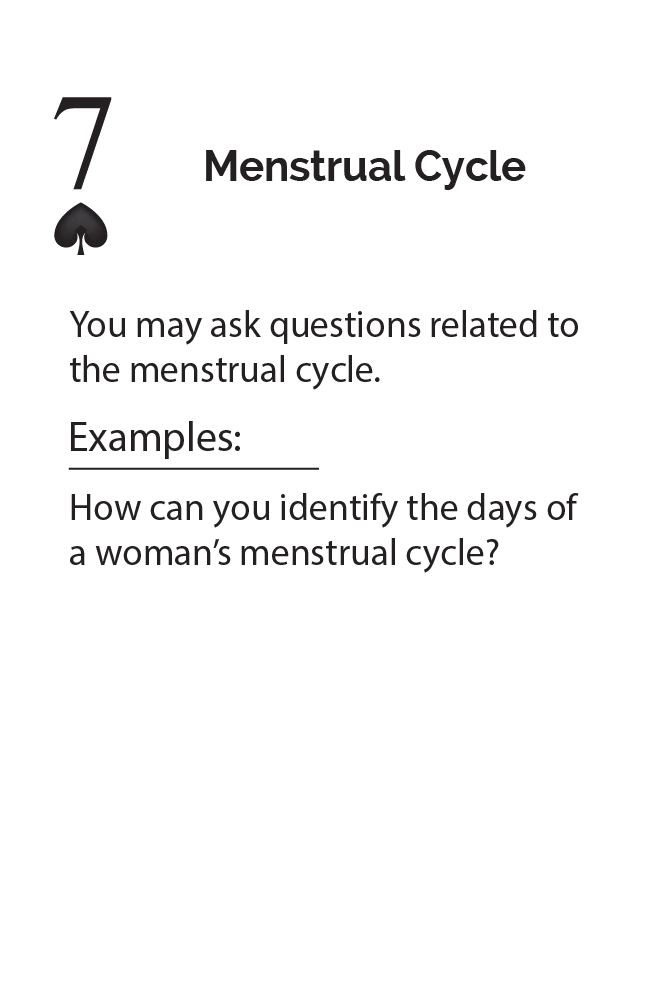 7
Menstrual Cycle
You may ask questions related to
the menstrual cycle.
Examples:
How can you identify the days of
a woman’s menstrual cycle?